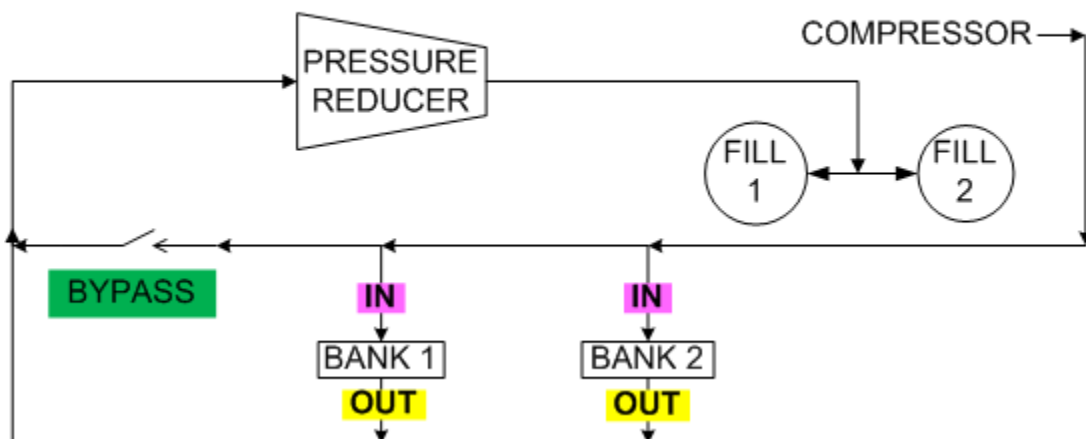 COMPRESSOR
PRESSURE
REDUCER
FILL
1
FILL
2
BYPASS
IN
IN
BANK 1
BANK 2
OUT
OUT